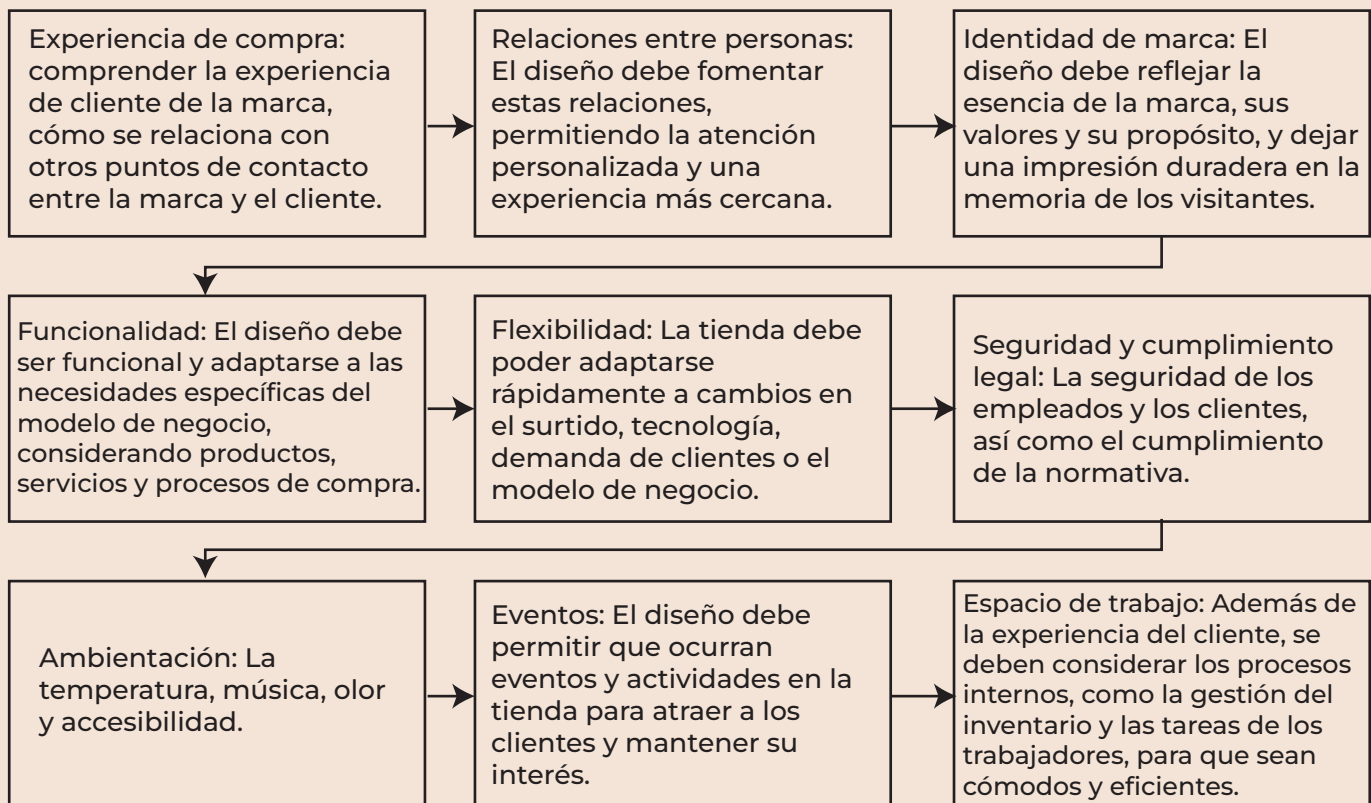 Experiencia de compra:
comprender la experiencia
de cliente de la marca,
cómo se relaciona con
otros puntos de contacto
entre la marca y el cliente.
Relaciones entre personas:
El diseño debe fomentar
estas relaciones,
permitiendo la atención
personalizada y una
experiencia más cercana.
Identidad de marca: El
diseño debe reflejar la
esencia de la marca, sus
valores y su propósito, y dejar
una impresión duradera en la
memoria de los visitantes.
Funcionalidad: El diseño debe
ser funcional y adaptarse a las
necesidades específicas del
modelo de negocio,
considerando productos,
servicios y procesos de compra.
Flexibilidad: La tienda debe
poder adaptarse
rápidamente a cambios en
el surtido, tecnología,
demanda de clientes o el
modelo de negocio.
Seguridad y cumplimiento
legal: La seguridad de los
empleados y los clientes,
así como el cumplimiento
de la normativa.
Ambientación: La
temperatura, música, olor
y accesibilidad.
Eventos: El diseño debe
permitir que ocurran
eventos y actividades en la
tienda para atraer a los
clientes y mantener su
interés.
Espacio de trabajo: Además de
la experiencia del cliente, se
deben considerar los procesos
internos, como la gestión del
inventario y las tareas de los
trabajadores, para que sean
cómodos y eficientes.